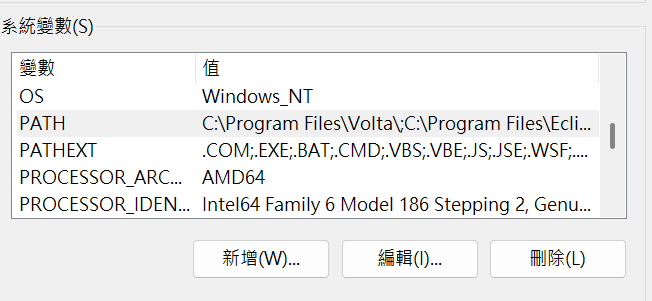 系統變數(S)
變數 值
OS Windows_NT
PATH C:\Program Files\Volta\;C:\Program Files\Ecli...
PATHEXT .COM;.EXE;.BAT;.CMD;.VBS;.VBE;.JS;.JSE;.WSF;....
PROCESSOR_ARC... AMD64
PROCESSOR_IDEN... Intel64 Family 6 Model 186 Stepping 2, Genu...
新增(W)... 編輯(I)... 刪除(L)